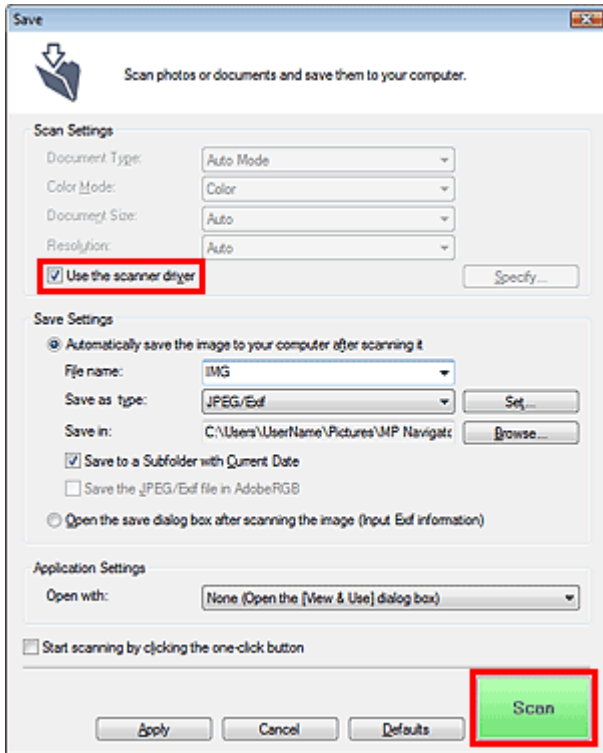 Save
Scan photos or documents and save them to your computer.
Scan Settings
Document Type: Auto Mode
Color Mode: Color
Document Size: Auto
Resolution: Auto
Use the scanner driver Specify...
Save Settings
Automatically save the image to your computer after scanning it
File name: IMG
Save as type: JPEG/Exif Set...
Save in: C:\Users\UserName\Pictures\MP Navigato Browse...
Save to a Subfolder with Current Date
Save the JPEG/Exif file in AdobeRGB
Open the save dialog box after scanning the image (Input Exif information)
Application Settings
Open with: None (Open the [View & Use] dialog box)
Start scanning by clicking the one-click button
Scan
Apply Cancel Defaults